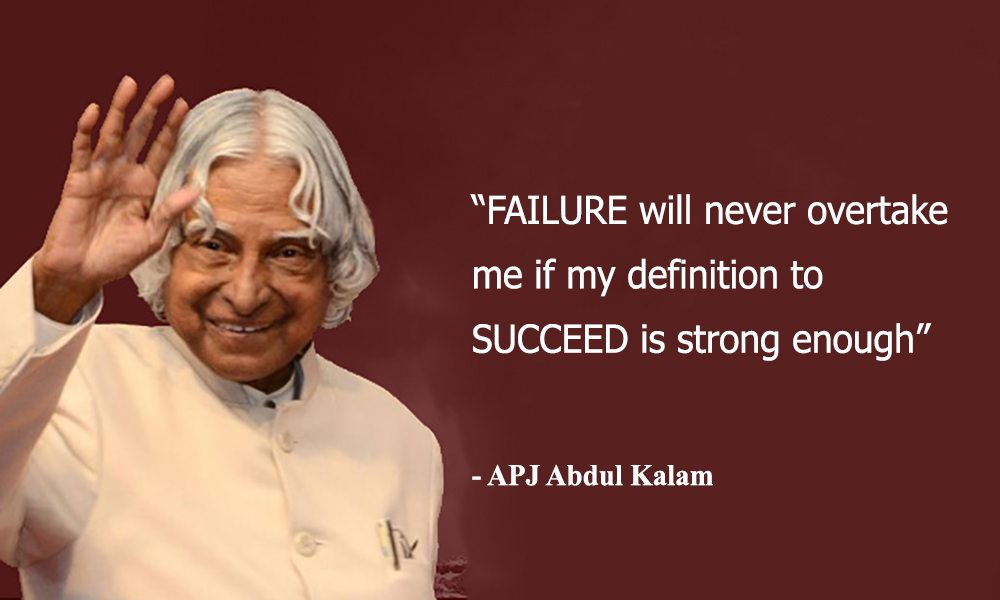 “FAILURE will never overtake
me if my definition to
SUCCEED is strong enough”
- APJ Abdul Kalam